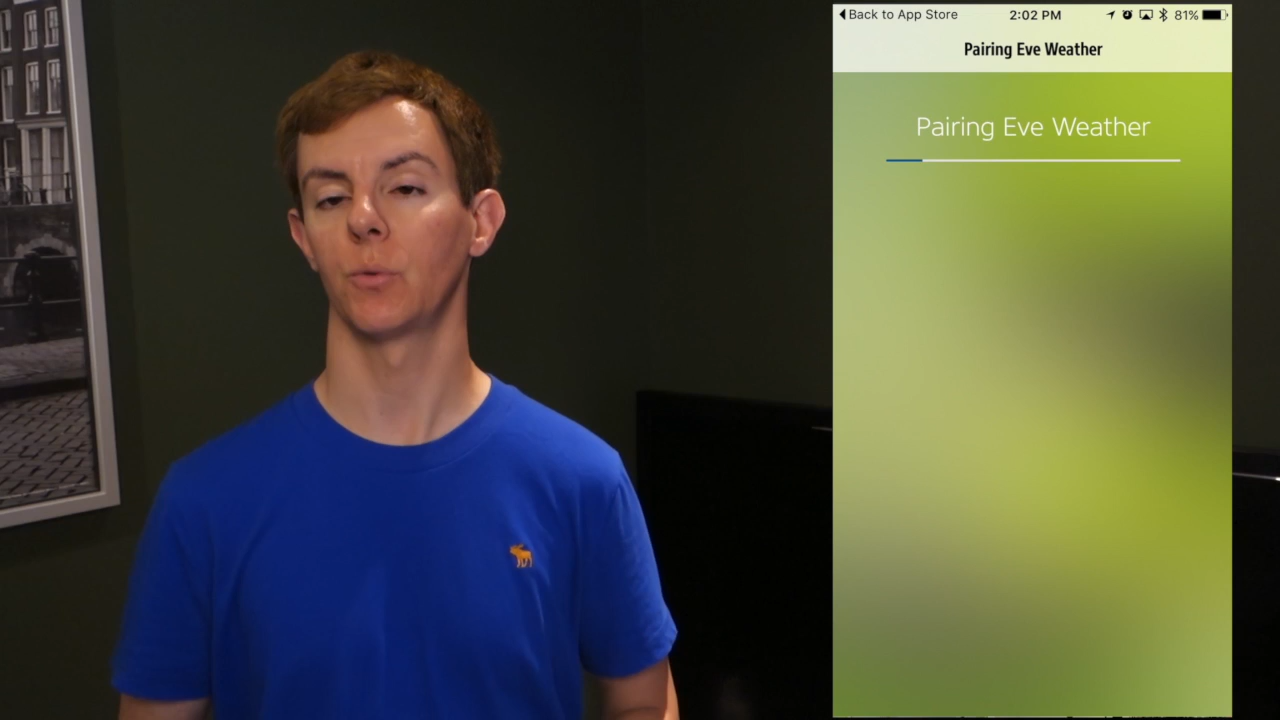 Back to App Store
2:02 PM
81%
Pairing Eve Weather
Pairing Eve Weather